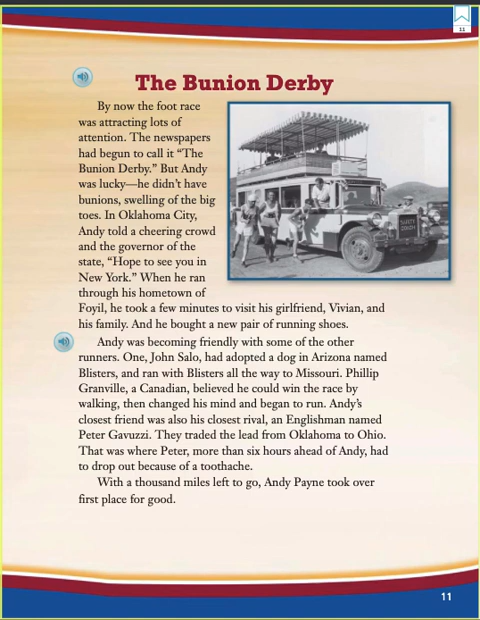 11
The Bunion Derby
By now the foot race
was attracting lots of
attention. The newspapers
had begun to call it “The
Bunion Derby.” But Andy
was lucky—he didn’t have
bunions, swelling of the big
toes. In Oklahoma City,
Andy told a cheering crowd
and the governor of the
state, “Hope to see you in
New York.” When he ran
through his hometown of
Foyil, he took a few minutes to visit his girlfriend, Vivian, and
his family. And he bought a new pair of running shoes.
Andy was becoming friendly with some of the other
runners. One, John Salo, had adopted a dog in Arizona named
Blisters, and ran with Blisters all the way to Missouri. Phillip
Granville, a Canadian, believed he could win the race by
walking, then changed his mind and began to run. Andy’s
closest friend was also his closest rival, an Englishman named
Peter Gavuzzi. They traded the lead from Oklahoma to Ohio.
That was where Peter, more than six hours ahead of Andy, had
to drop out because of a toothache.
With a thousand miles left to go, Andy Payne took over
first place for good.
11